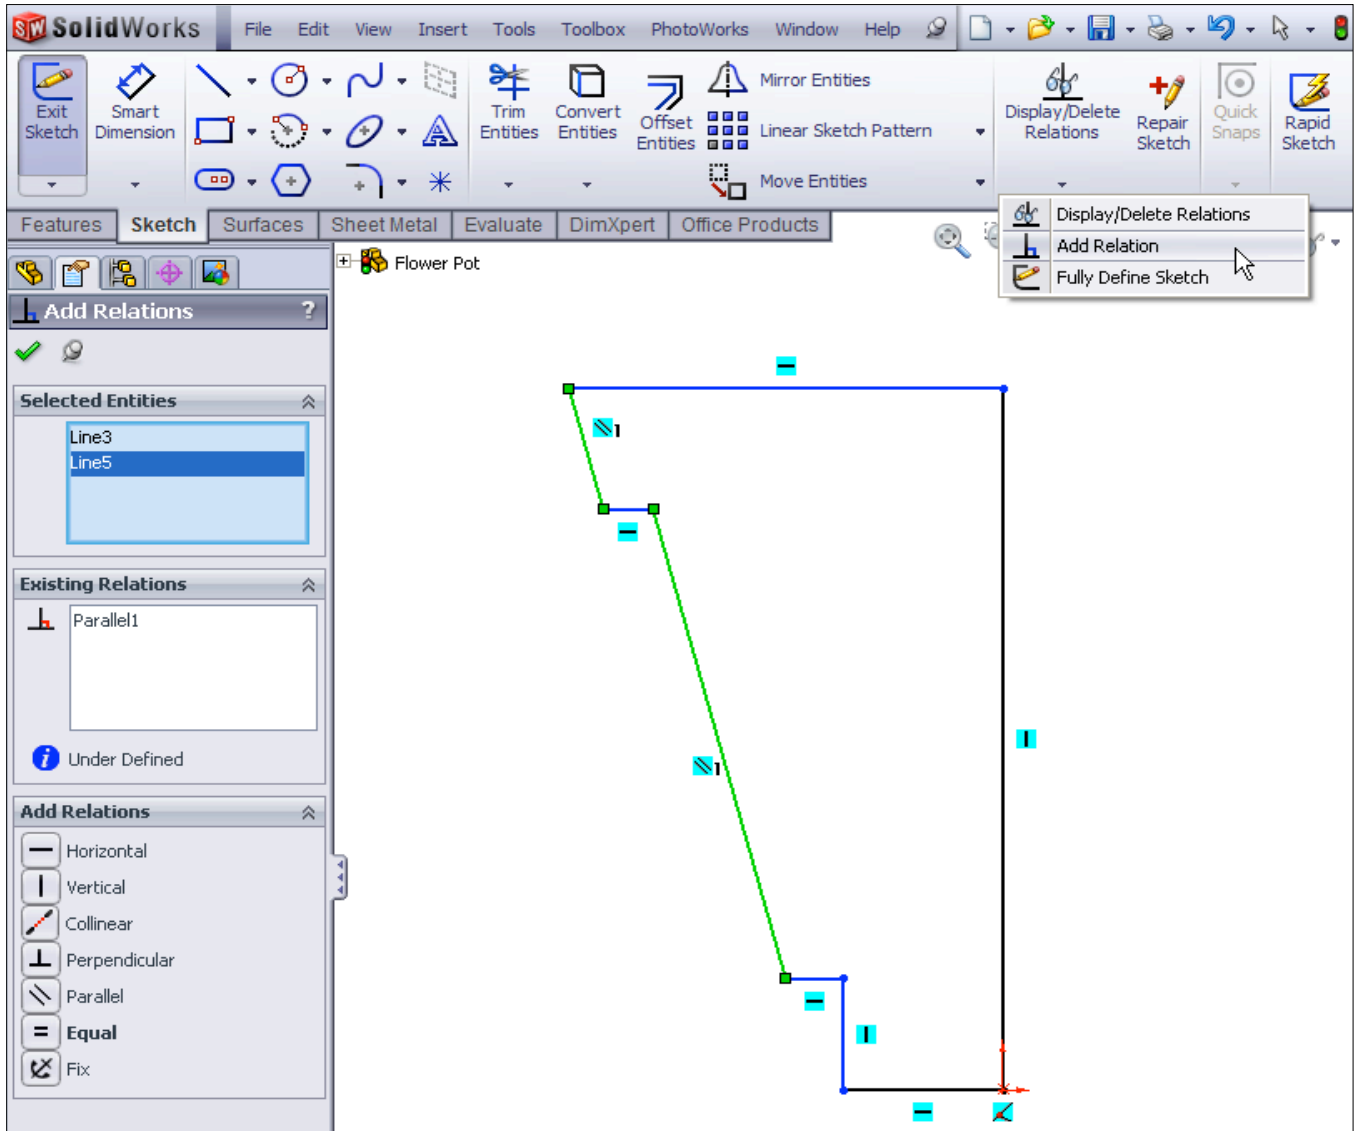 SolidWorks File Edit View Insert Tools Toolbox PhotoWorks Window Help
Exit Sketch
Smart Dimension
Trim Entities
Convert Entities
Offset Entities
Mirror Entities
Linear Sketch Pattern
Move Entities
Display/Delete Relations
Repair Sketch
Quick Snaps
Rapid Sketch
Display/Delete Relations
Add Relation
Fully Define Sketch
Features Sketch Surfaces Sheet Metal Evaluate DimXpert Office Products
Flower Pot
Add Relations ?
Selected Entities
Line3
Line5
Existing Relations
Parallel1
Under Defined
Add Relations
Horizontal
Vertical
Collinear
Perpendicular
Parallel
Equal
Fix
1
1